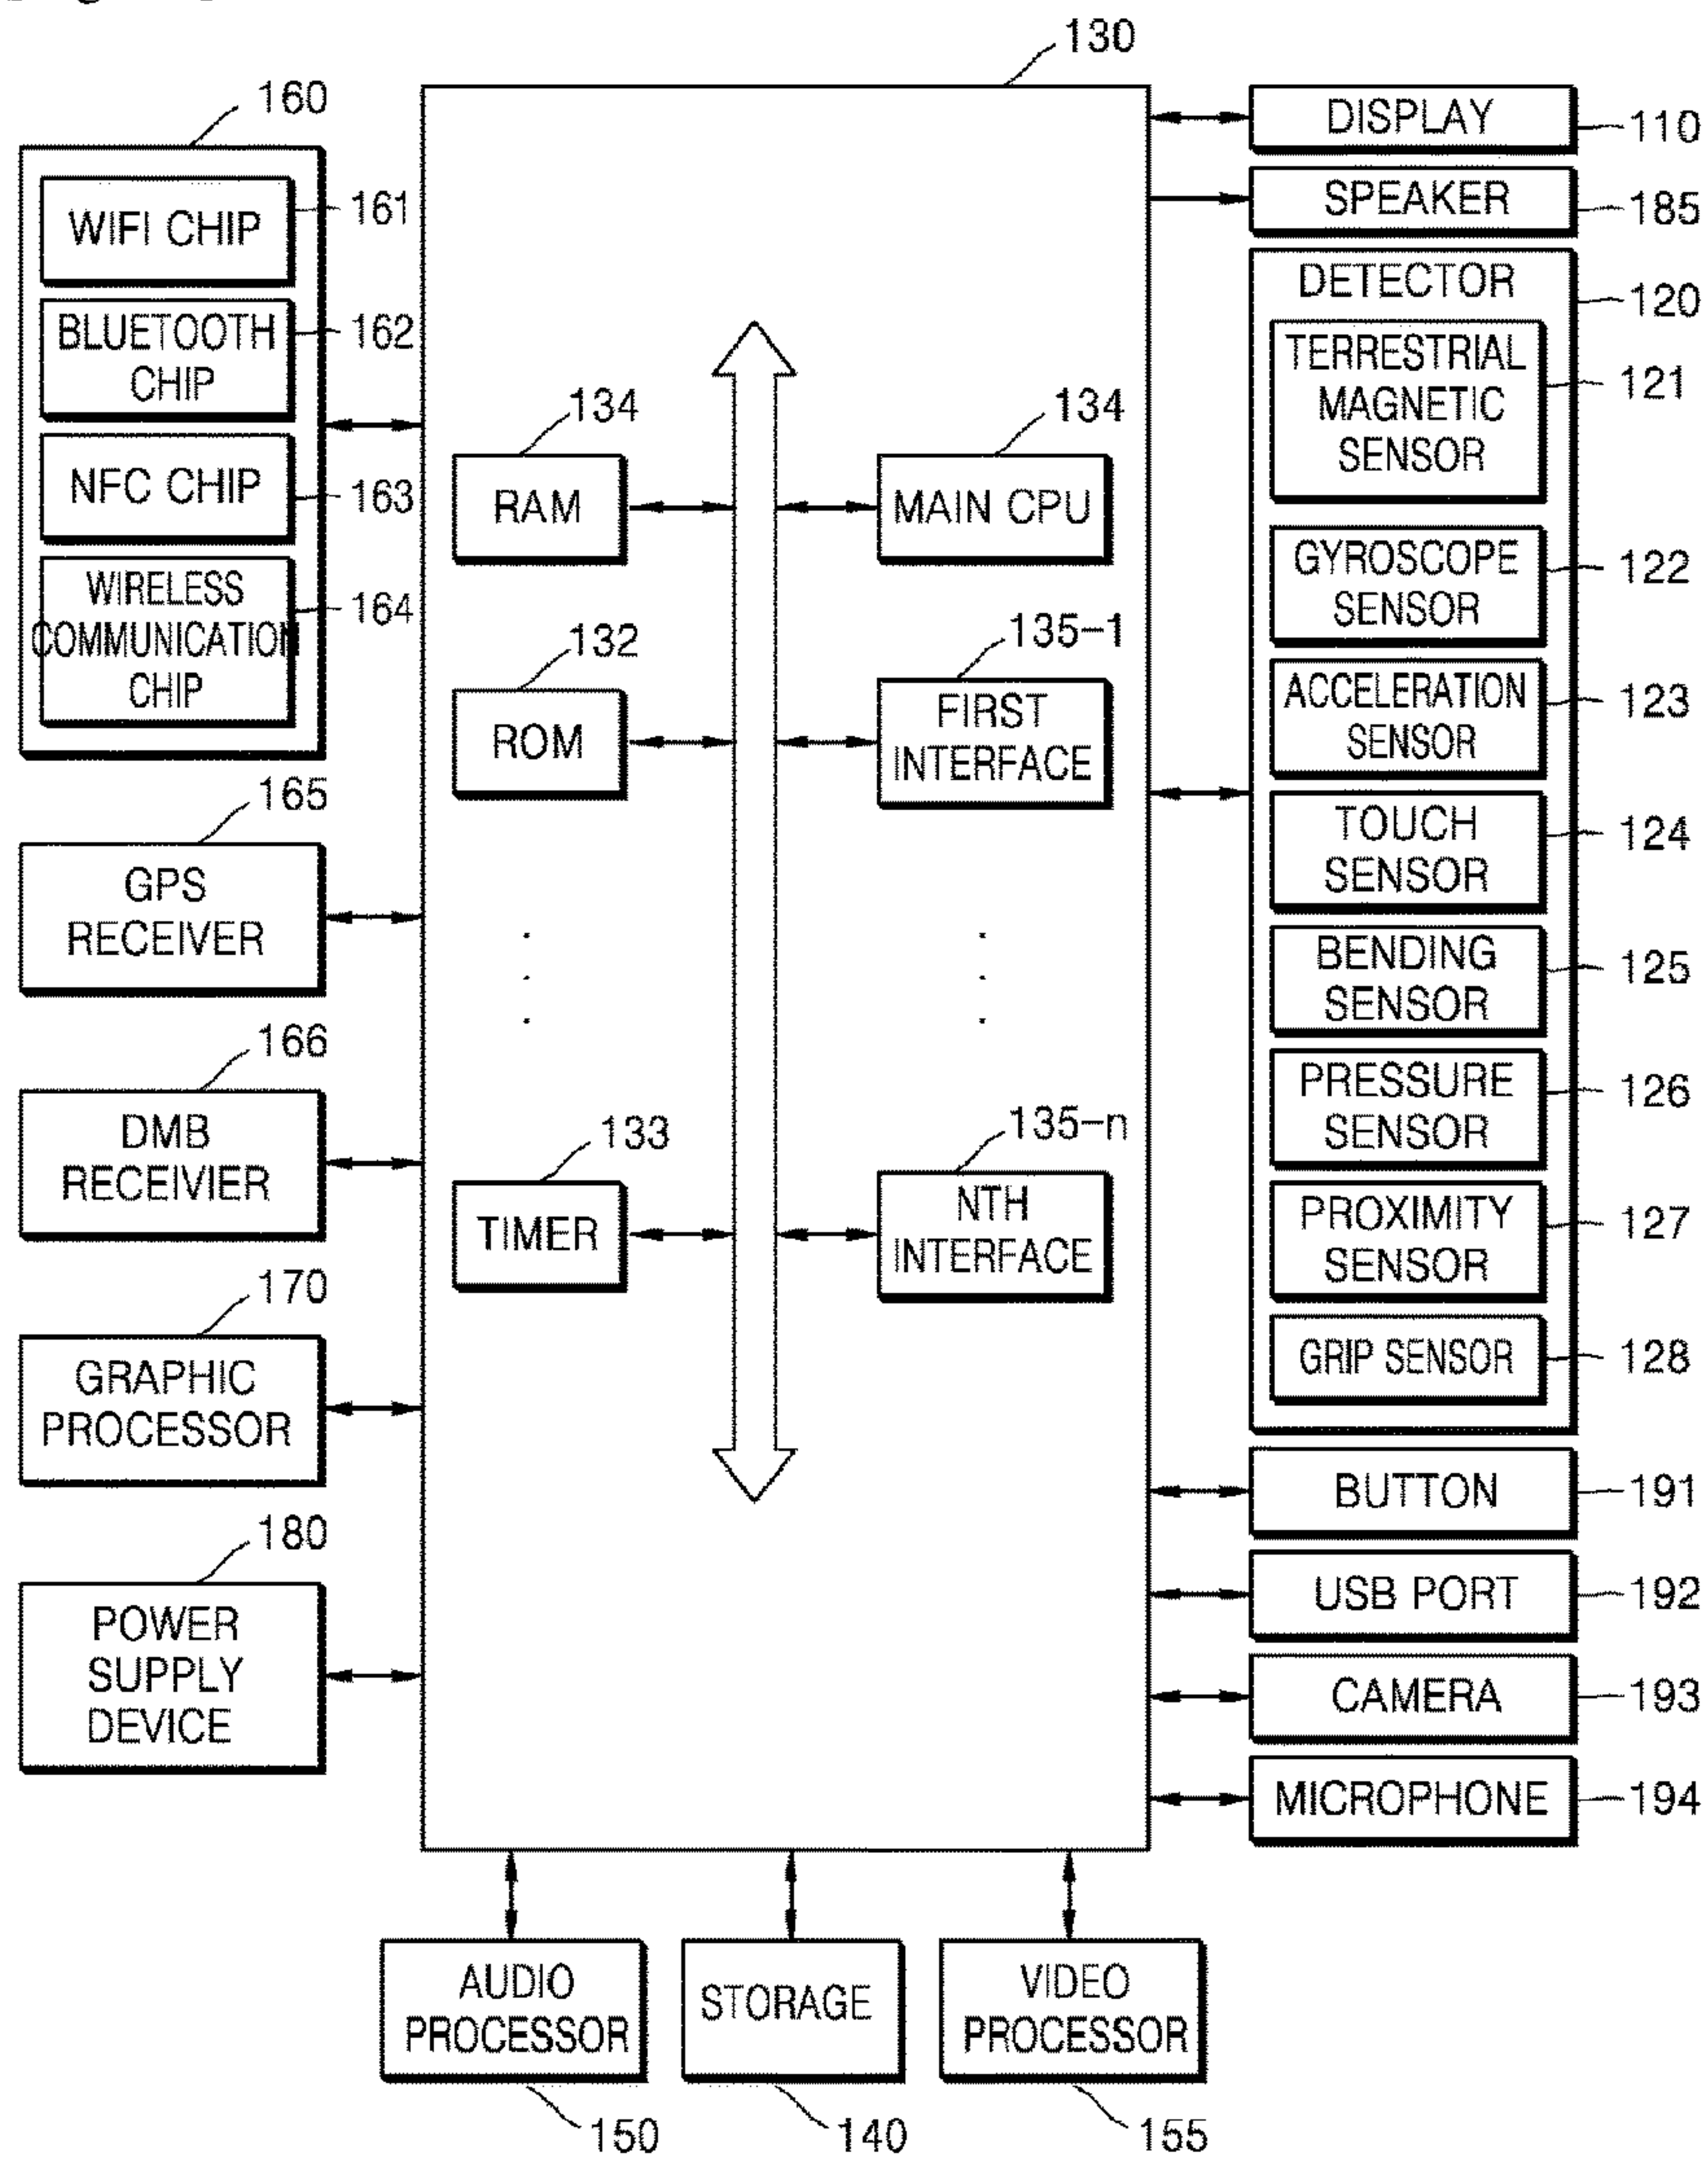 130
160
WIFI CHIP
161
BLUETOOTH
CHIP
162
NFC CHIP
163
WIRELESS
COMMUNICATION
CHIP
164
165
GPS
RECEIVER
166
DMB
RECEIVIER
170
GRAPHIC
PROCESSOR
180
POWER
SUPPLY
DEVICE
134
RAM
134
MAIN CPU
132
ROM
135-1
FIRST
INTERFACE
133
TIMER
135-n
NTH
INTERFACE
DISPLAY
110
SPEAKER
185
DETECTOR
120
TERRESTRIAL
MAGNETIC
SENSOR
121
GYROSCOPE
SENSOR
122
ACCELERATION
SENSOR
123
TOUCH
SENSOR
124
BENDING
SENSOR
125
PRESSURE
SENSOR
126
PROXIMITY
SENSOR
127
GRIP SENSOR
128
BUTTON
191
USB PORT
192
CAMERA
193
MICROPHONE
194
AUDIO
PROCESSOR
150
STORAGE
140
VIDEO
PROCESSOR
155